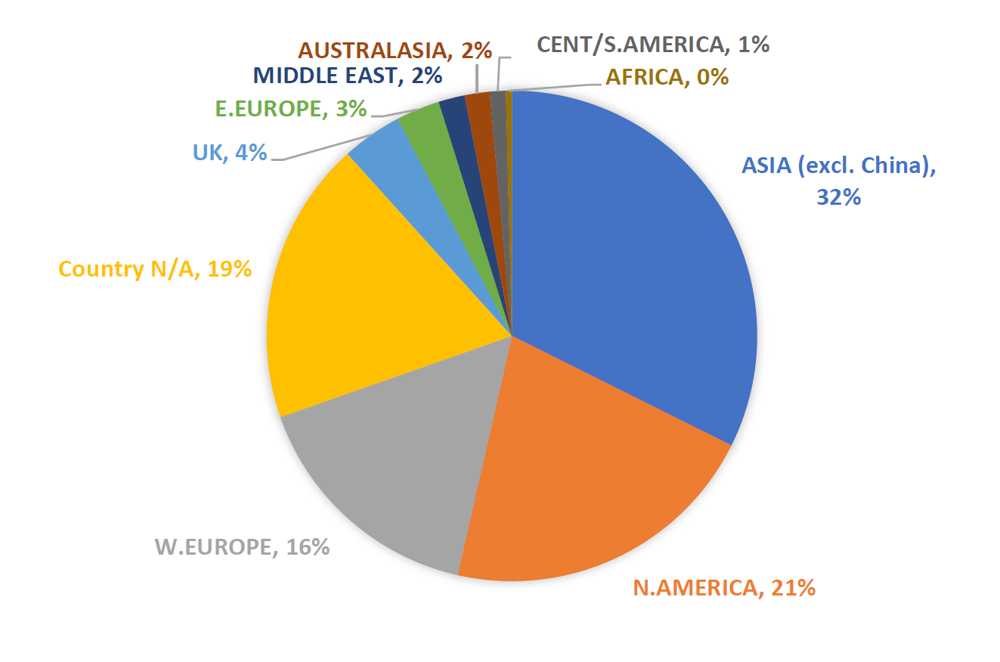 CENT/S.AMERICA, 1%
AUSTRALASIA, 2%
MIDDLE EAST, 2%
AFRICA, 0%
E.EUROPE, 3%
UK, 4%
ASIA (excl. China),
32%
Country N/A, 19%
W.EUROPE, 16%
N.AMERICA, 21%